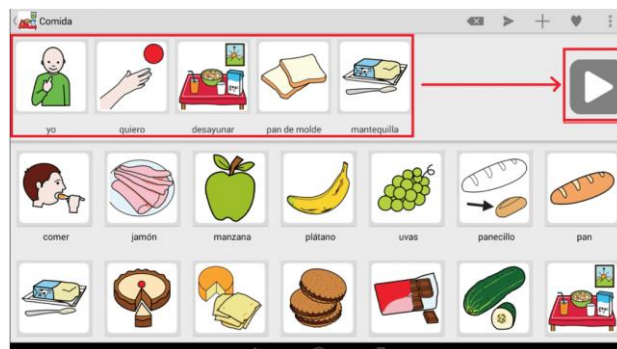 Comida
yo quiero desayunar pan de molde mantequilla
comer jamón manzana plátano uvas panecillo pan